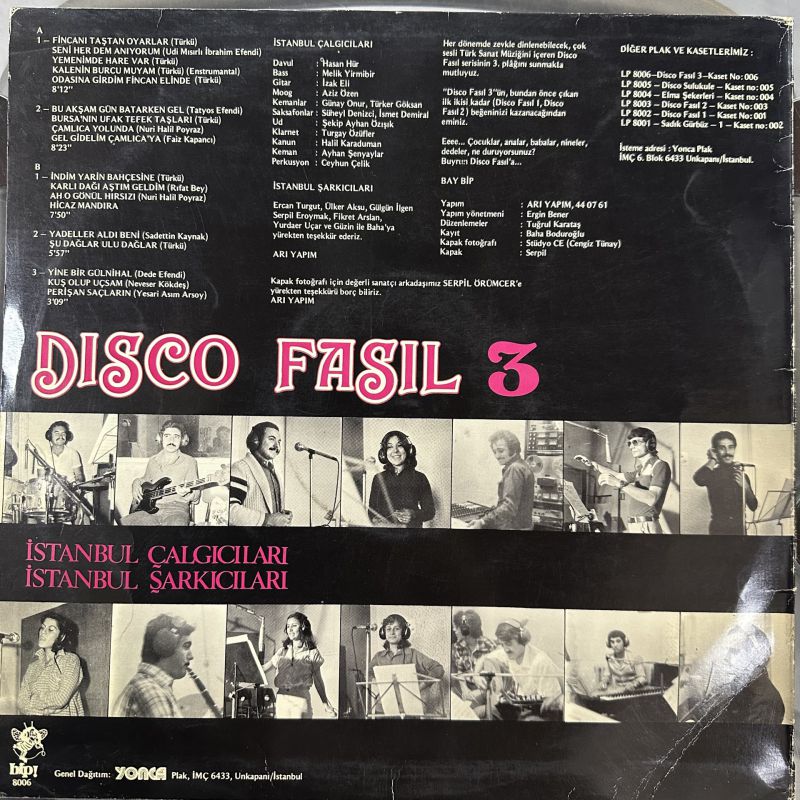 A
1 – FİNCANI TAŞTAN OYARLAR (Türkü)
SENİ HER DEM ANIYORUM (Udi Mısırlı İbrahim Efendi)
YEMENİMDE HARE VAR (Türkü)
KALENİN BURCU MUYAM (Enstrumantal)
ODASINA GİRDİM FİNCAN ELİNDE (Türkü)
8'12"
2 – BU AKŞAM GÜN BATARKEN GEL (Tatyos Efendi)
BURSA'NIN UFAK TEFEK TAŞLARI (Türkü)
ÇAMLICA YOLUNDA (Nuri Halil Poyraz)
GEL GİDELİM ÇAMLICA'YA (Faiz Kapancı)
8'23"
B
1 – İNDİM YARİN BAHÇESİNE (Türkü)
KARLI DAĞI AŞTIM GELDİM (Rıfat Bey)
AH O GÖNÜL HIRSIZI (Nuri Halil Poyraz)
HİCAZ MANDIRA
7'50"
2 – YADELLER ALDI BENİ (Sadettin Kaynak)
ŞU DAĞLAR ULU DAĞLAR (Türkü)
5'57"
3 – YİNE BİR GÜLNİHAL (Dede Efendi)
KUŞ OLUP UÇSAM (Neveser Kökdeş)
PERİŞAN SAÇLARIN (Yesari Asım Arsoy)
3'09"
İSTANBUL ÇALGICILARI
Davul : Hasan Hür
Bass : Melik Yirmibir
Gitar : İzak Eli
Moog : Aziz Özen
Kemanlar : Günay Onur, Türker Göksan
Saksafonlar : Süheyl Denizci, İsmet Demiral
Ud : Şekip Ayhan Özışık
Klarnet : Turgay Özüfler
Kanun : Halil Karaduman
Keman : Ayhan Şenyaylar
Perkusyon : Ceyhun Çelik
İSTANBUL ŞARKICILARI
Ercan Turgut, Ülker Aksu, Gülgün İlgen
Serpil Eroymak, Fikret Arslan,
Yurdaer Uçar ve Güzin ile Baha'ya
yürekten teşekkür ederiz.
ARI YAPIM
Kapak fotoğrafı için değerli sanatçı arkadaşımız SERPİL ÖRÜMCER'e
yürekten teşekkürü borç biliriz.
ARI YAPIM
Her dönemde zevkle dinlenebilecek, çok
sesli Türk Sanat Müziğini içeren Disco
Fasıl serisinin 3. plâğını sunmakla
mutluyuz.
"Disco Fasıl 3"ün, bundan önce çıkan
ilk ikisi kadar (Disco Fasıl 1, Disco
Fasıl 2) beğeninizi kazanacağından
eminiz.
Eeee... Çocuklar, analar, babalar, nineler,
dedeler, ne duruyorsunuz?
Buyrun Disco Fasıl'a...
BAY BİP
Yapım : ARI YAPIM, 44 07 61
Yapım yönetmeni : Ergin Bener
Düzenlemeler : Tuğrul Karataş
Kayıt : Baha Boduroğlu
Kapak fotoğrafı : Stüdyo CE (Cengiz Tünay)
Kapak : Serpil
DİĞER PLAK VE KASETLERİMİZ :
LP 8006–Disco Fasıl 3–Kaset No: 006
LP 8005 – Disco Sulukule – Kaset no: 005
LP 8004 – Elma Şekerleri – Kaset no: 004
LP 8003 – Disco Fasıl 2 – Kaset No: 003
LP 8002 – Disco Fasıl 1 – Kaset No: 001
LP 8001 – Sadık Gürbüz – 1 – Kaset no: 002
İsteme adresi : Yonca Plak
İMÇ 6. Blok 6433 Unkapanı/İstanbul.
DISCO FASIL 3
İSTANBUL ÇALGICILARI
İSTANBUL ŞARKICILARI
bip!
8006
Genel Dağıtım: YONCA Plak, İMÇ 6433, Unkapanı/İstanbul